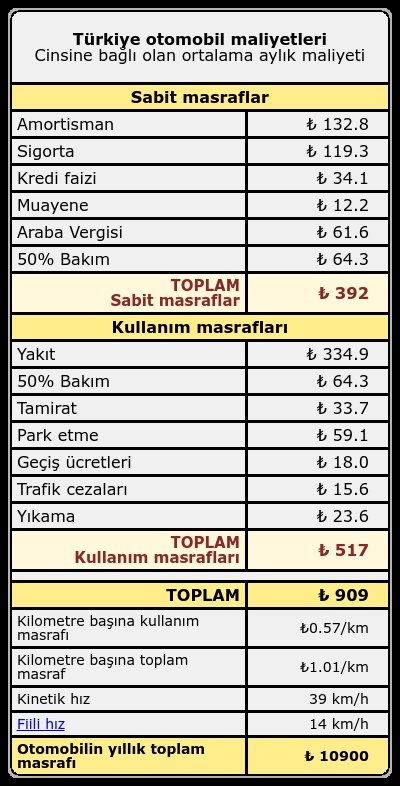 Türkiye otomobil maliyetleri
Cinsine bağlı olan ortalama aylık maliyeti
Sabit masraflar
Amortisman ₺ 132.8
Sigorta ₺ 119.3
Kredi faizi ₺ 34.1
Muayene ₺ 12.2
Araba Vergisi ₺ 61.6
50% Bakım ₺ 64.3
TOPLAM
Sabit masraflar ₺ 392
Kullanım masrafları
Yakıt ₺ 334.9
50% Bakım ₺ 64.3
Tamirat ₺ 33.7
Park etme ₺ 59.1
Geçiş ücretleri ₺ 18.0
Trafik cezaları ₺ 15.6
Yıkama ₺ 23.6
TOPLAM
Kullanım masrafları ₺ 517
TOPLAM ₺ 909
Kilometre başına kullanım
masrafı ₺0.57/km
Kilometre başına toplam
masraf ₺1.01/km
Kinetik hız 39 km/h
Fiili hız 14 km/h
Otomobilin yıllık toplam
masrafı ₺ 10900